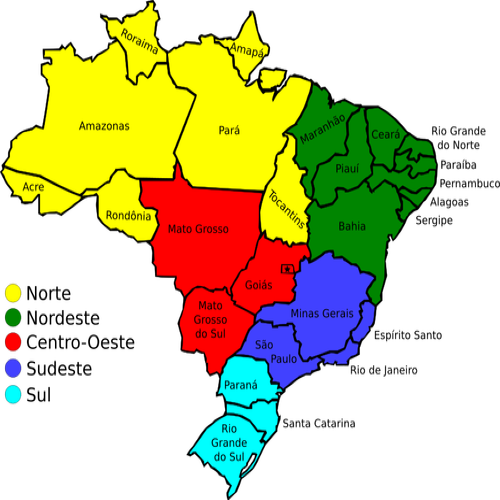 Roraima
Amapá
Amazonas
Pará
Maranhão
Ceará
Rio Grande
do Norte
Piauí
Paraíba
Pernambuco
Acre
Rondônia
Tocantins
Alagoas
Sergipe
Mato Grosso
Bahia
Goiás
Norte
Nordeste
Centro-Oeste
Sudeste
Sul
Mato
Grosso
do Sul
Minas Gerais
Espírito Santo
São
Paulo
Rio de Janeiro
Paraná
Santa Catarina
Rio
Grande
do Sul